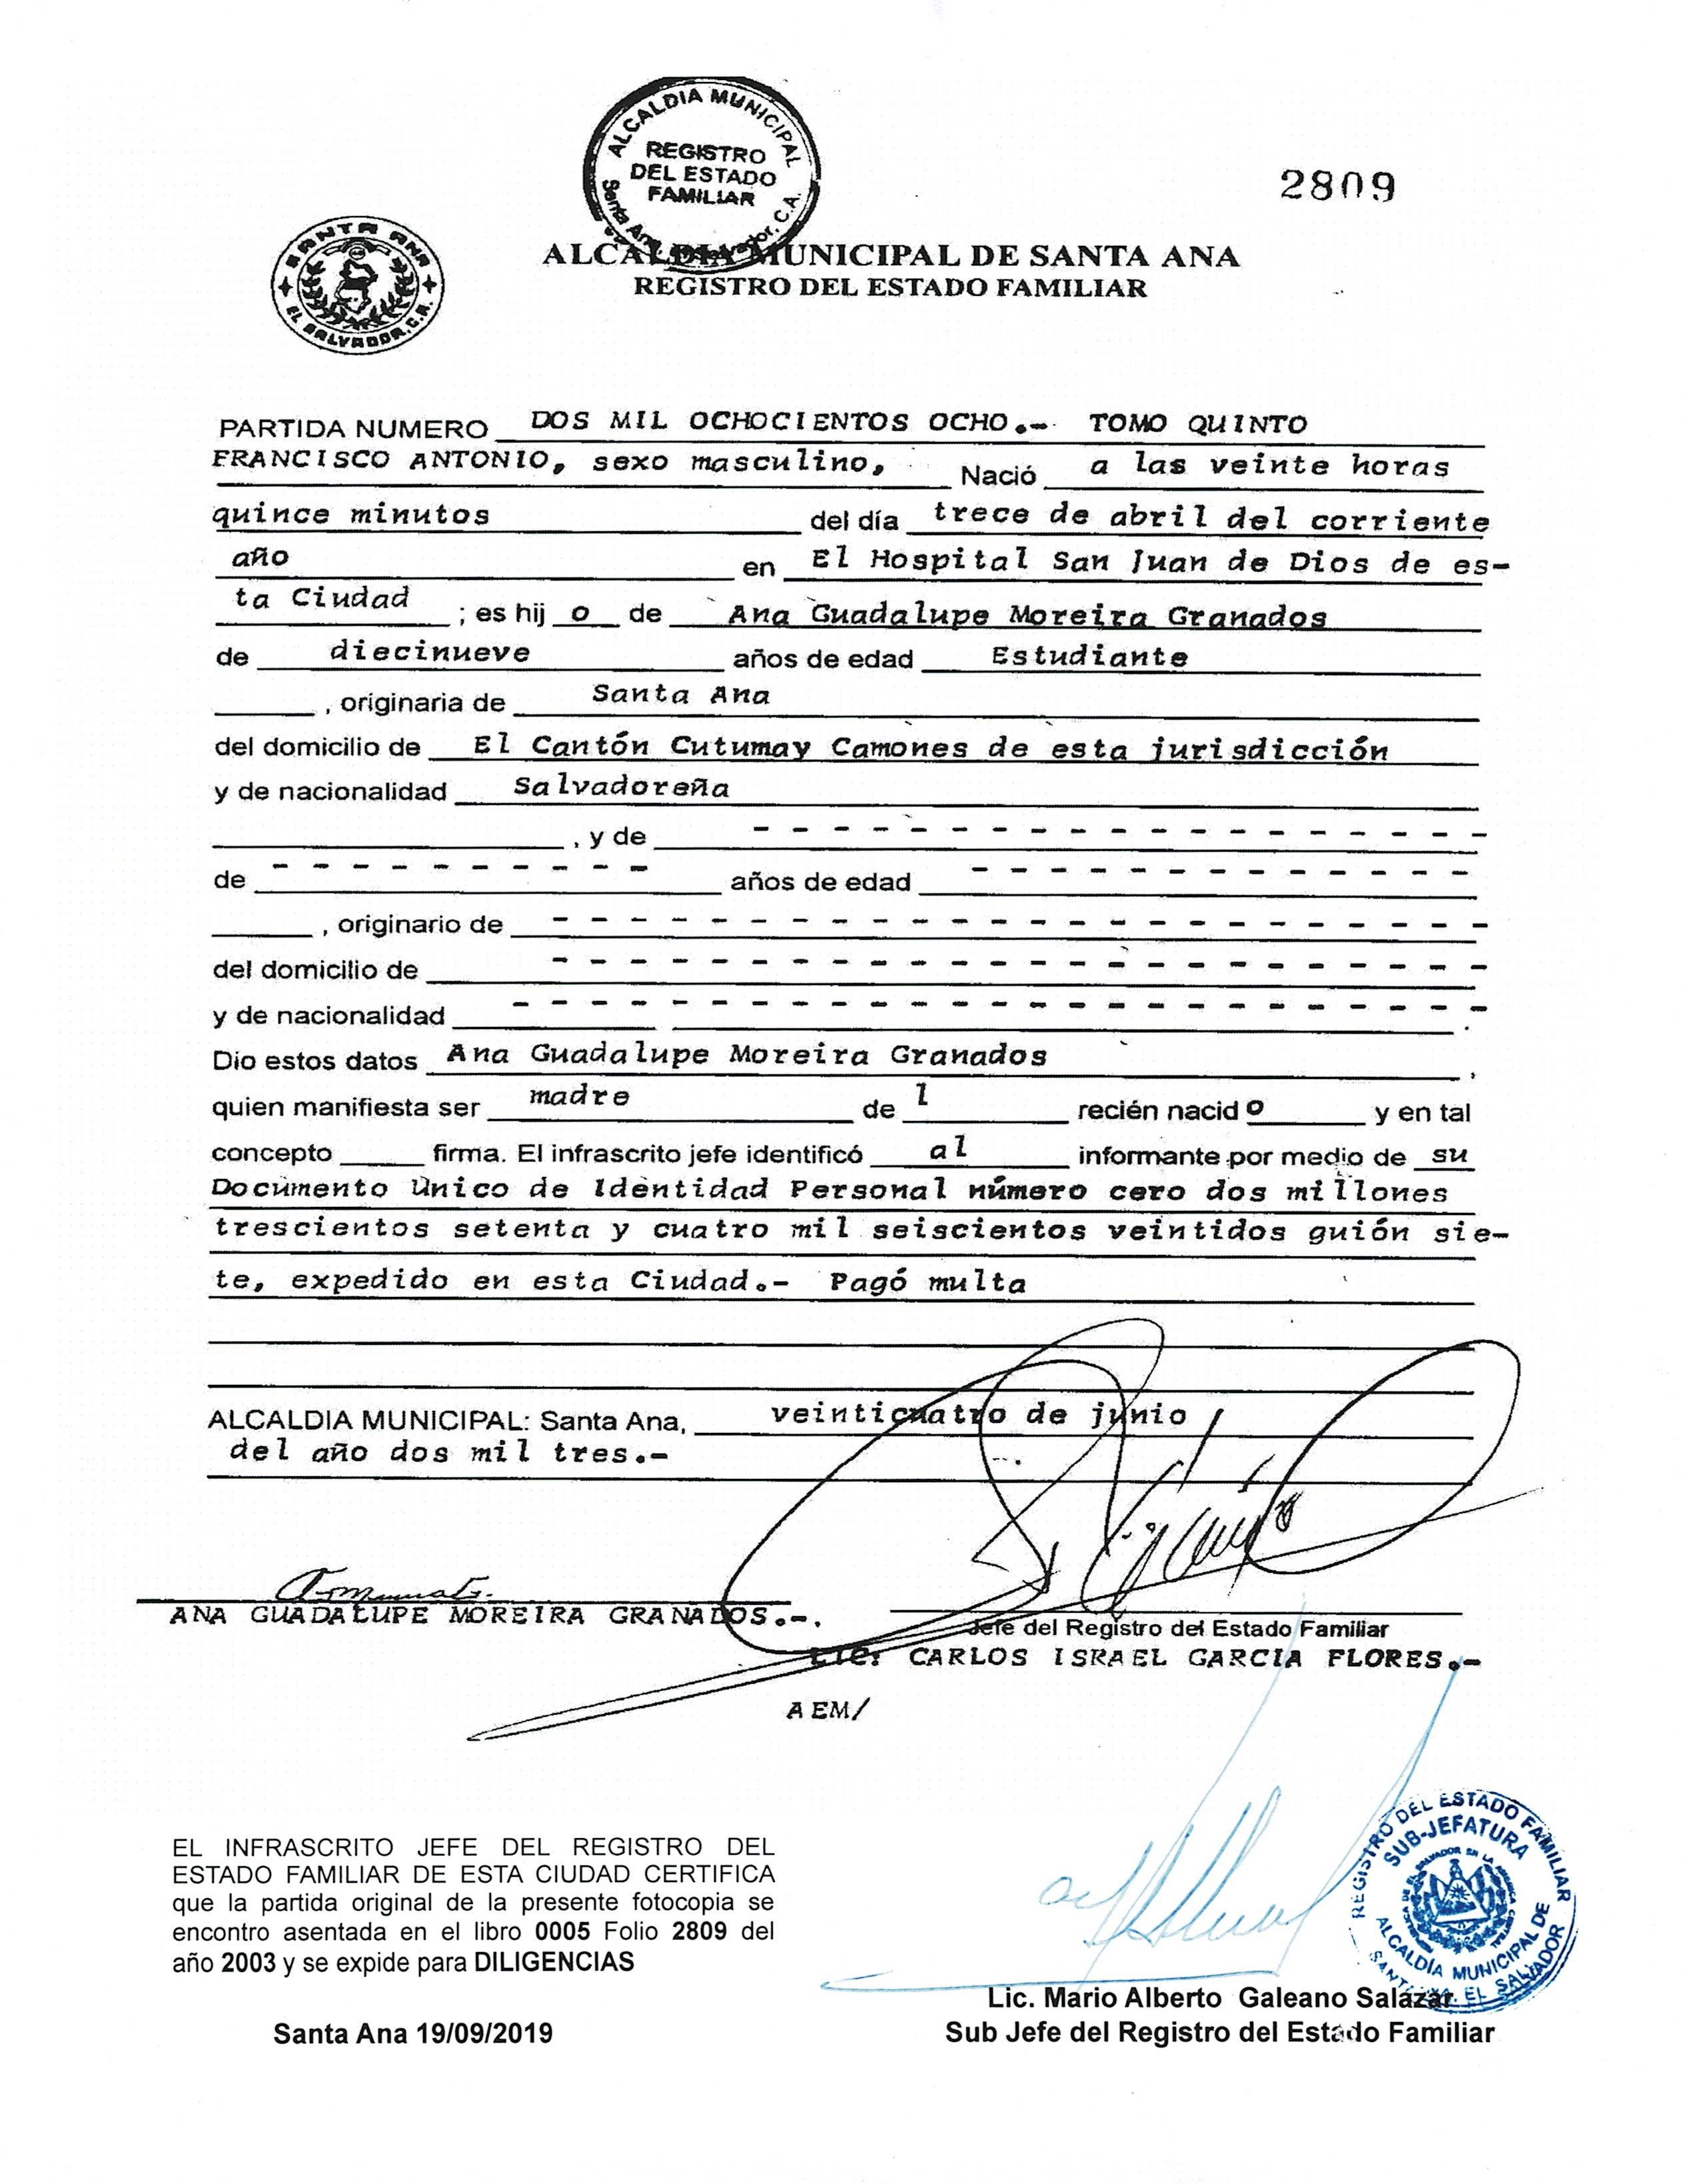 ALCALDIA MUNICIPAL
REGISTRO
DEL ESTADO
FAMILIAR
Santa Ana, Salvador, C.A.
2809
SANTA ANA
EL SALVADOR, C.A.
ALCALDIA MUNICIPAL DE SANTA ANA
REGISTRO DEL ESTADO FAMILIAR
PARTIDA NUMERO DOS MIL OCHOCIENTOS OCHO.- TOMO QUINTO
FRANCISCO ANTONIO, sexo masculino, Nació a las veinte horas
quince minutos del día trece de abril del corriente
año en El Hospital San Juan de Dios de es-
ta Ciudad ; es hij o de Ana Guadalupe Moreira Granados
de diecinueve años de edad Estudiante
, originaria de Santa Ana
del domicilio de El Cantón Cutumay Camones de esta jurisdicción
y de nacionalidad Salvadoreña
, y de - - - - - - - - - - - - - - - - - - -
de - - - - - - - - - - años de edad - - - - - - - - - - - - -
, originario de - - - - - - - - - - - - - - - - - - - - - - - -
del domicilio de - - - - - - - - - - - - - - - - - - - - - - - -
y de nacionalidad - - - - - - - - - - - - - - - - - - - - - - - - - .
Dio estos datos Ana Guadalupe Moreira Granados ,
quien manifiesta ser madre de l recién nacid o y en tal
concepto firma. El infrascrito jefe identificó al informante por medio de su
Documento Unico de Identidad Personal número cero dos millones
trescientos setenta y cuatro mil seiscientos veintidos guión sie-
te, expedido en esta Ciudad.- Pagó multa
ALCALDIA MUNICIPAL: Santa Ana, veinticuatro de junio
del año dos mil tres.-
ANA GUADALUPE MOREIRA GRANADOS.-.
Jefe del Registro del Estado Familiar
Lic. CARLOS ISRAEL GARCIA FLORES.-
AEM/
EL INFRASCRITO JEFE DEL REGISTRO DEL
ESTADO FAMILIAR DE ESTA CIUDAD CERTIFICA
que la partida original de la presente fotocopia se
encontro asentada en el libro 0005 Folio 2809 del
año 2003 y se expide para DILIGENCIAS
Santa Ana 19/09/2019
REGISTRO DEL ESTADO FAMILIAR
SUB-JEFATURA
ALCALDÍA MUNICIPAL DE
SANTA ANA, EL SALVADOR
Lic. Mario Alberto Galeano Salazar
Sub Jefe del Registro del Estado Familiar